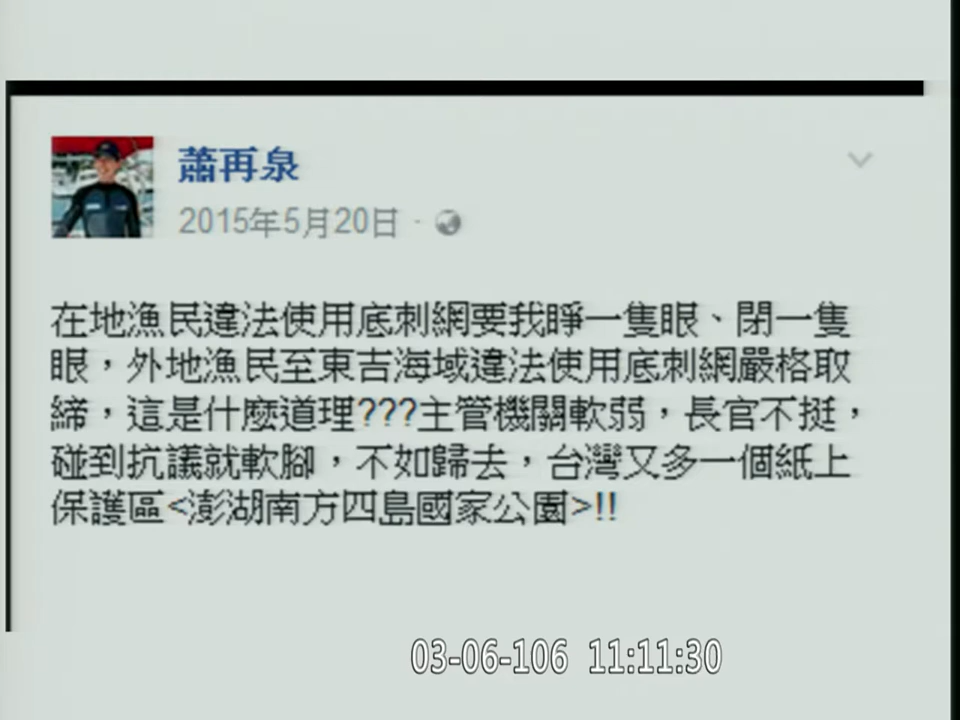 蕭再泉
2015年5月20日
在地漁民違法使用底刺網要我睜一隻眼、閉一隻
眼，外地漁民至東吉海域違法使用底刺網嚴格取
締，這是什麼道理???主管機關軟弱，長官不挺，
碰到抗議就軟腳，不如歸去，台灣又多一個紙上
保護區<澎湖南方四島國家公園>!!
03-06-106 11:11:30